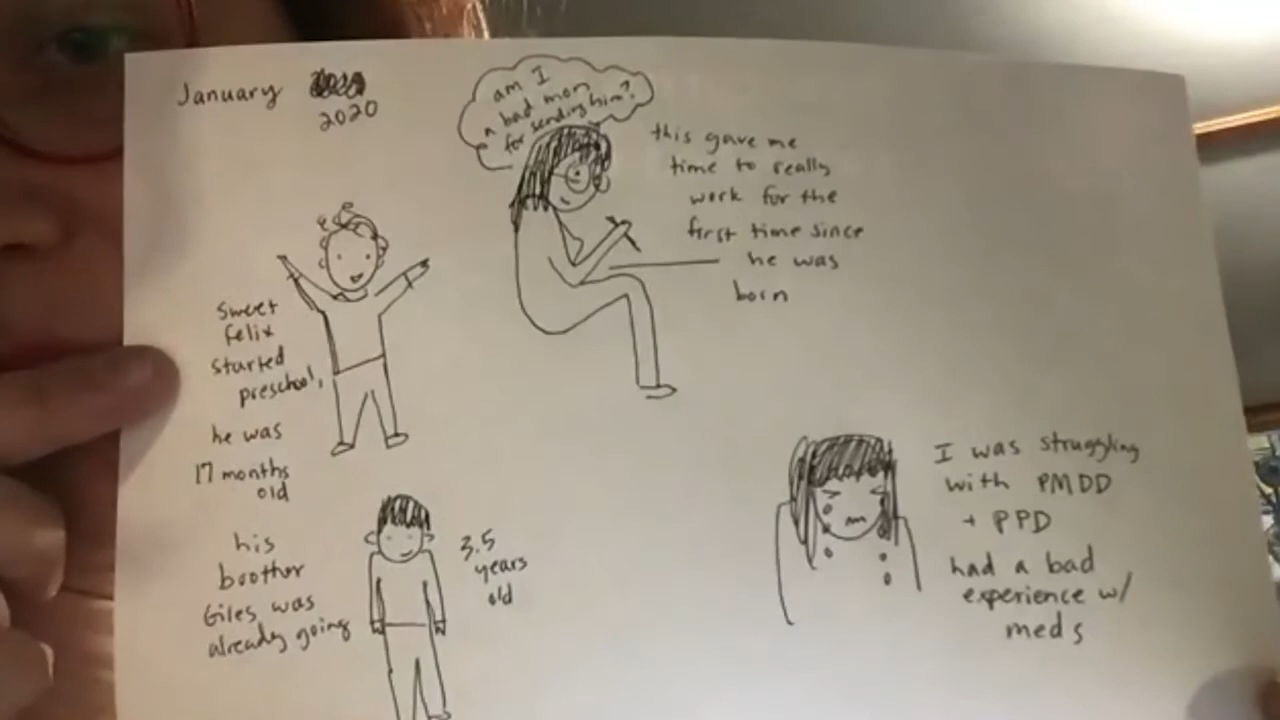 January
2020
am I
a bad mom
for sending him?
this gave me
time to really
work for the
first time since
he was
born
sweet
felix
started
preschool,
he was
17 months
old
his
brother
Giles was
already going
3.5
years
old
I was struggling
with PMDD
+ PPD
had a bad
experience w/
meds